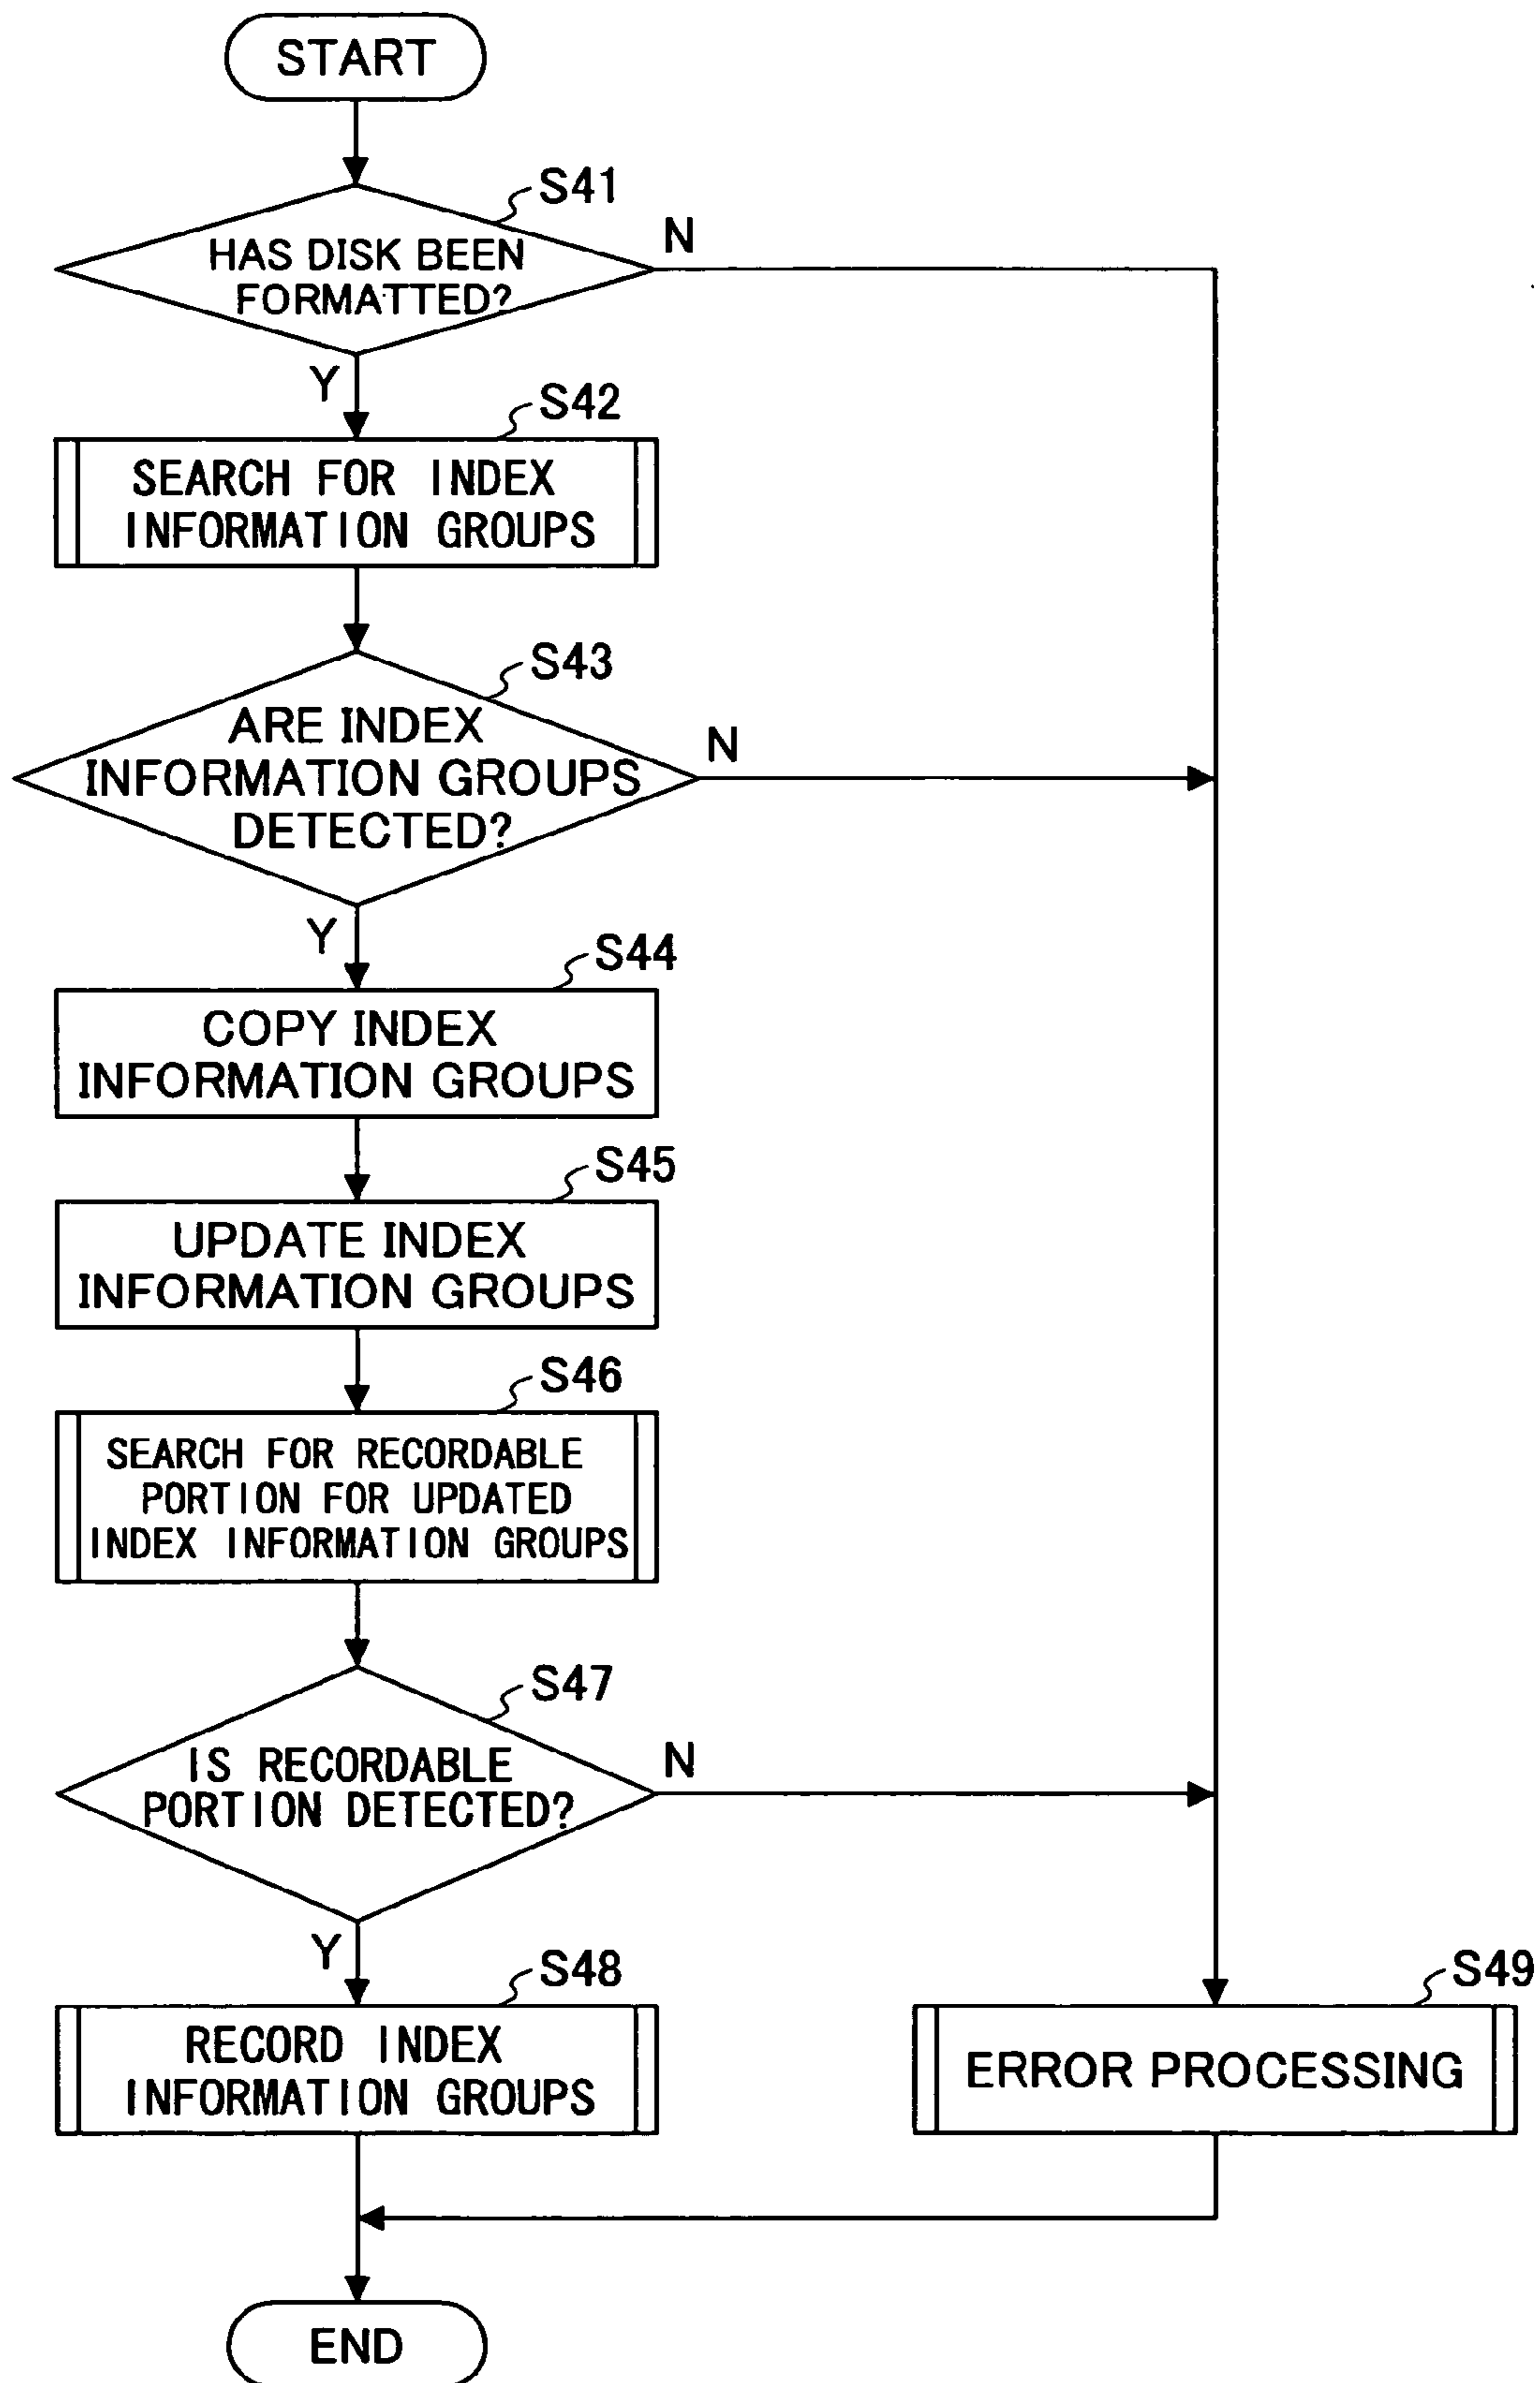 START
S41
HAS DISK BEEN
FORMATTED?
N
Y
S42
SEARCH FOR INDEX
INFORMATION GROUPS
S43
ARE INDEX
INFORMATION GROUPS
DETECTED?
N
Y
S44
COPY INDEX
INFORMATION GROUPS
S45
UPDATE INDEX
INFORMATION GROUPS
S46
SEARCH FOR RECORDABLE
PORTION FOR UPDATED
INDEX INFORMATION GROUPS
S47
IS RECORDABLE
PORTION DETECTED?
N
Y
S48
RECORD INDEX
INFORMATION GROUPS
S49
ERROR PROCESSING
END